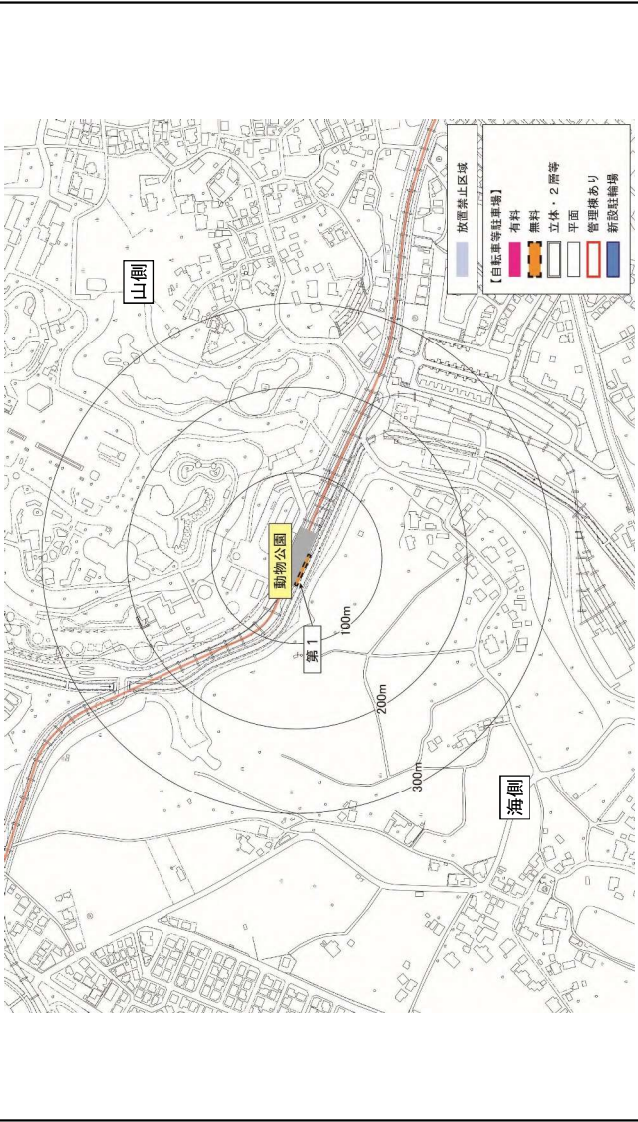 山側
動物公園
第1
100m
200m
300m
海側
放置禁止区域
【自転車等駐車場】
有料
無料
立体・2層等
平面
管理棟あり
新設駐輪場